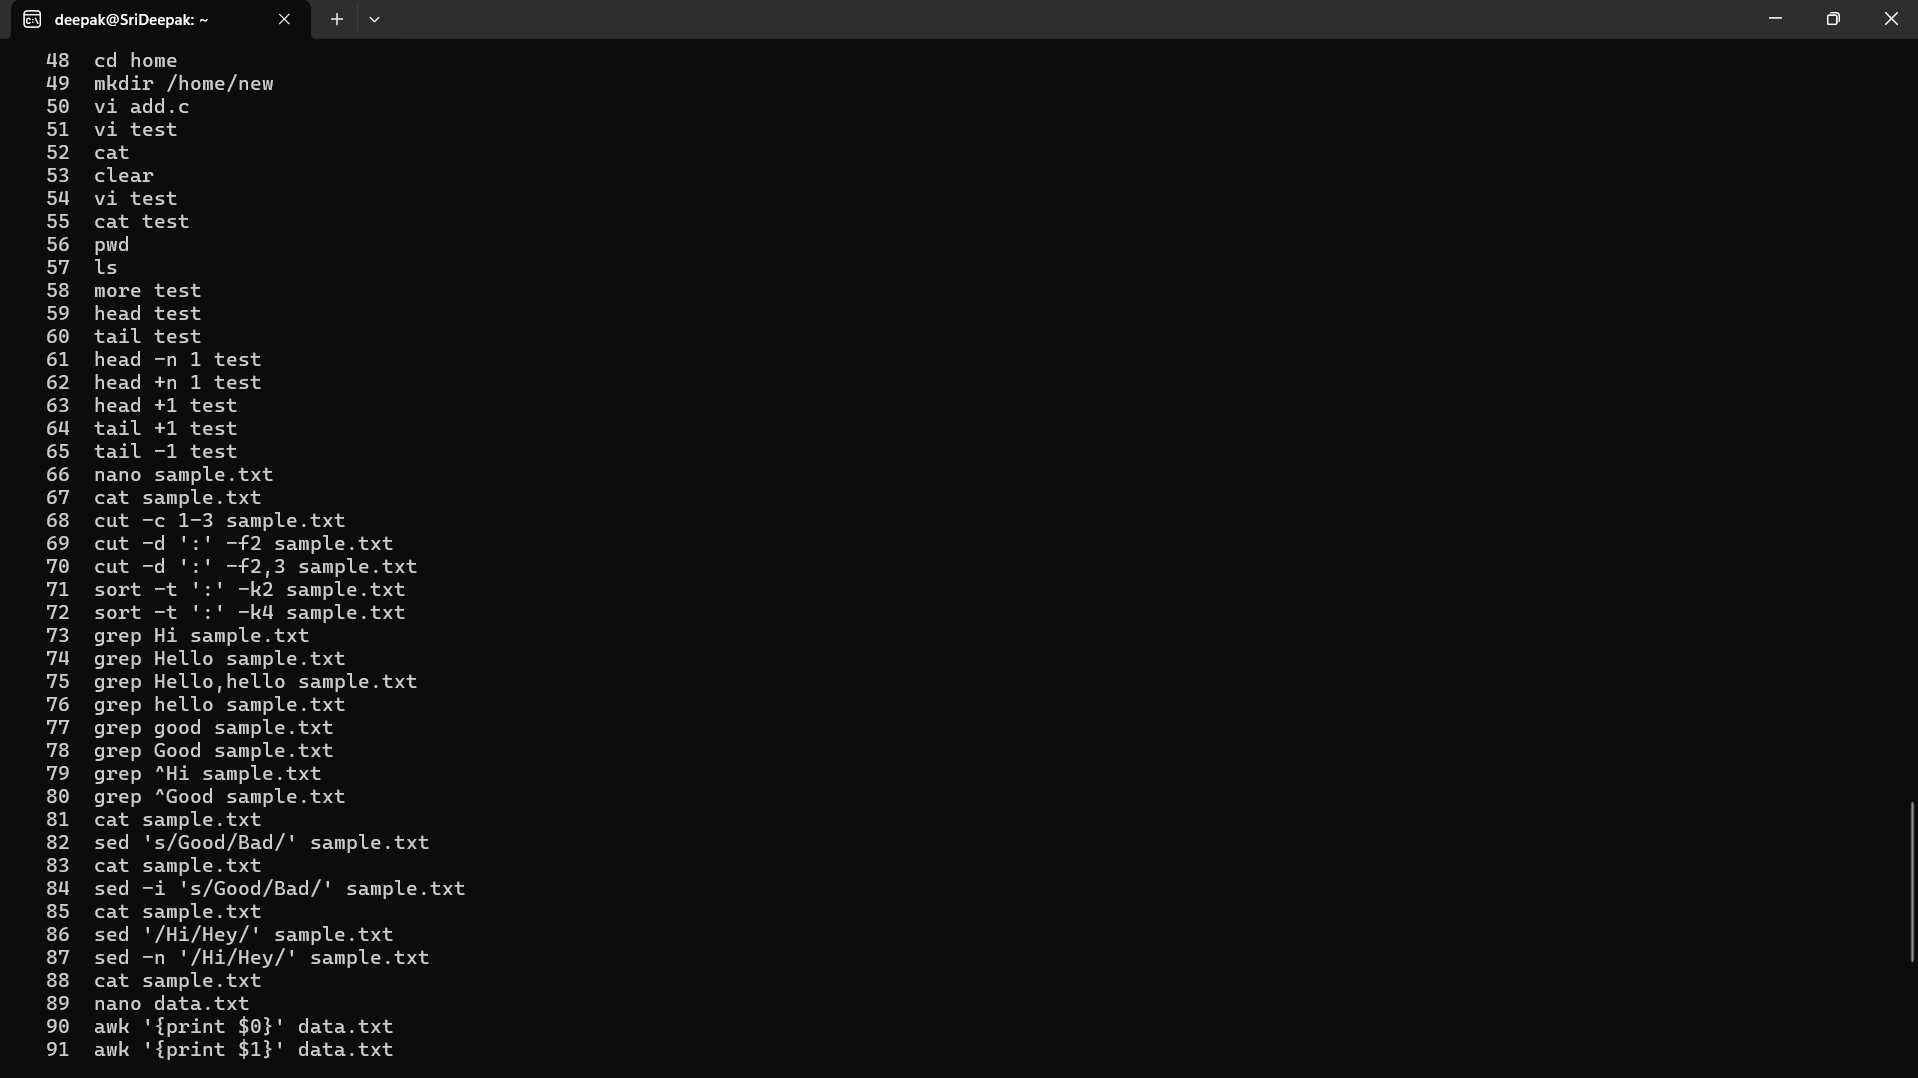 deepak@SriDeepak: ~
48 cd home
49 mkdir /home/new
50 vi add.c
51 vi test
52 cat
53 clear
54 vi test
55 cat test
56 pwd
57 ls
58 more test
59 head test
60 tail test
61 head -n 1 test
62 head +n 1 test
63 head +1 test
64 tail +1 test
65 tail -1 test
66 nano sample.txt
67 cat sample.txt
68 cut -c 1-3 sample.txt
69 cut -d ':' -f2 sample.txt
70 cut -d ':' -f2,3 sample.txt
71 sort -t ':' -k2 sample.txt
72 sort -t ':' -k4 sample.txt
73 grep Hi sample.txt
74 grep Hello sample.txt
75 grep Hello,hello sample.txt
76 grep hello sample.txt
77 grep good sample.txt
78 grep Good sample.txt
79 grep ^Hi sample.txt
80 grep ^Good sample.txt
81 cat sample.txt
82 sed 's/Good/Bad/' sample.txt
83 cat sample.txt
84 sed -i 's/Good/Bad/' sample.txt
85 cat sample.txt
86 sed '/Hi/Hey/' sample.txt
87 sed -n '/Hi/Hey/' sample.txt
88 cat sample.txt
89 nano data.txt
90 awk '{print $0}' data.txt
91 awk '{print $1}' data.txt